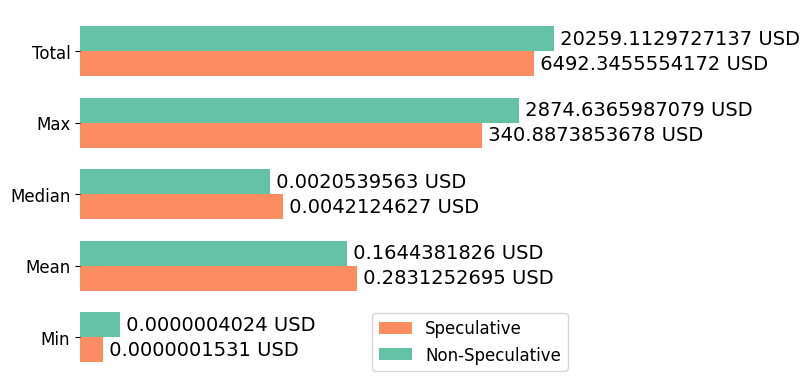 Total
20259.1129727137 USD
6492.3455554172 USD
Max
2874.6365987079 USD
340.8873853678 USD
Median
0.0020539563 USD
0.0042124627 USD
Mean
0.1644381826 USD
0.2831252695 USD
Min
0.0000004024 USD
0.0000001531 USD
Speculative
Non-Speculative